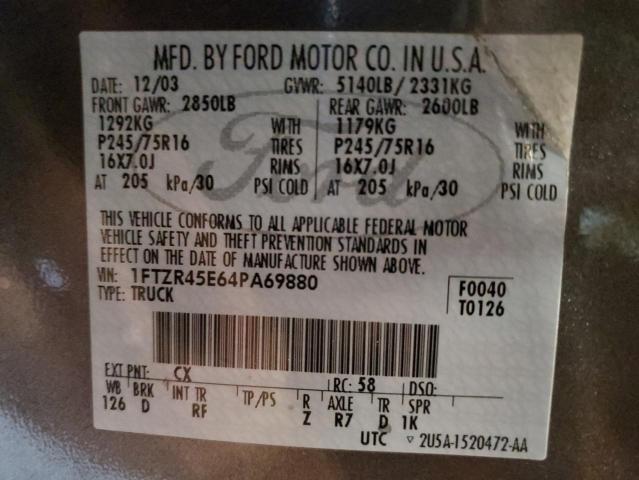 MFD. BY FORD MOTOR CO. IN U.S.A.
DATE: 12/03 GVWR: 5140LB/ 2331KG
FRONT GAWR: 2850LB REAR GAWR: 2600LB
1292KG WITH 1179KG WITH
P245/75R16 TIRES P245/75R16 TIRES
16X7.0J RIMS 16X7.0J RIMS
AT 205 kPa/30 PSI COLD AT 205 kPa/30 PSI COLD
Ford
THIS VEHICLE CONFORMS TO ALL APPLICABLE FEDERAL MOTOR
VEHICLE SAFETY AND THEFT PREVENTION STANDARDS IN
EFFECT ON THE DATE OF MANUFACTURE SHOWN ABOVE.
VIN: 1FTZR45E64PA69880 F0040
TYPE: TRUCK T0126
EXT PNT: CX RC: 58 DSO:
WB BRK INT TR TP/PS R AXLE TR SPR
126 D RF Z R7 D 1K
UTC ▽ 2U5A-1520472-AA